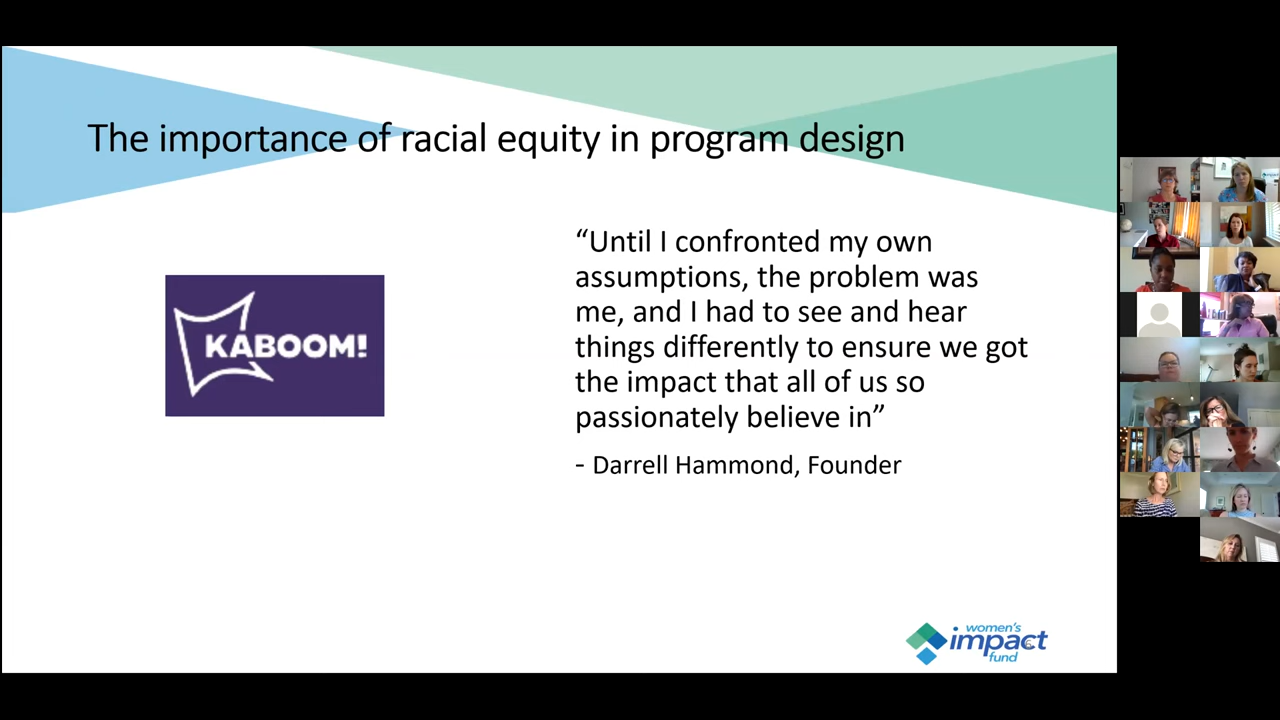 The importance of racial equity in program design
KABOOM!
“Until I confronted my own
assumptions, the problem was
me, and I had to see and hear
things differently to ensure we got
the impact that all of us so
passionately believe in”
- Darrell Hammond, Founder
women's
impact
fund
6
impact